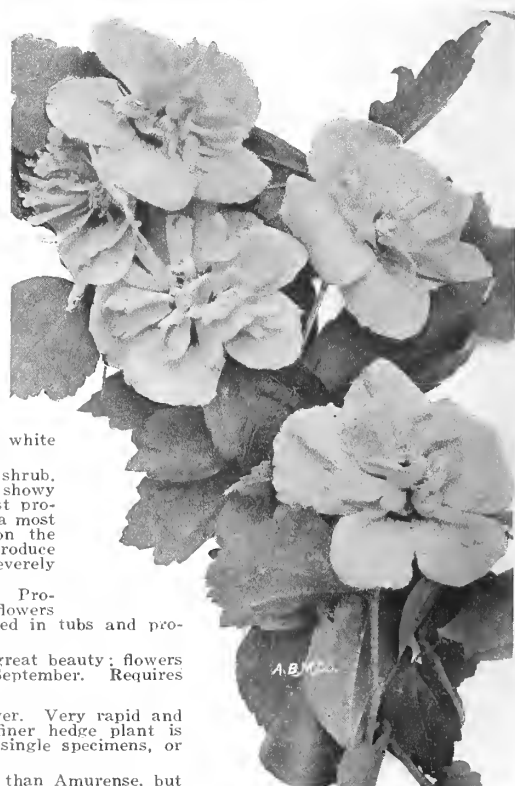 white
shrub.
showy
st pro-
a most
on the
roduce
everely
Pro-
flowers
ed in tubs and pro-
great beauty; flowers
September. Requires
er. Very rapid and
finer hedge plant is
single specimens, or
than Amurense, but
A.B.M.Co.